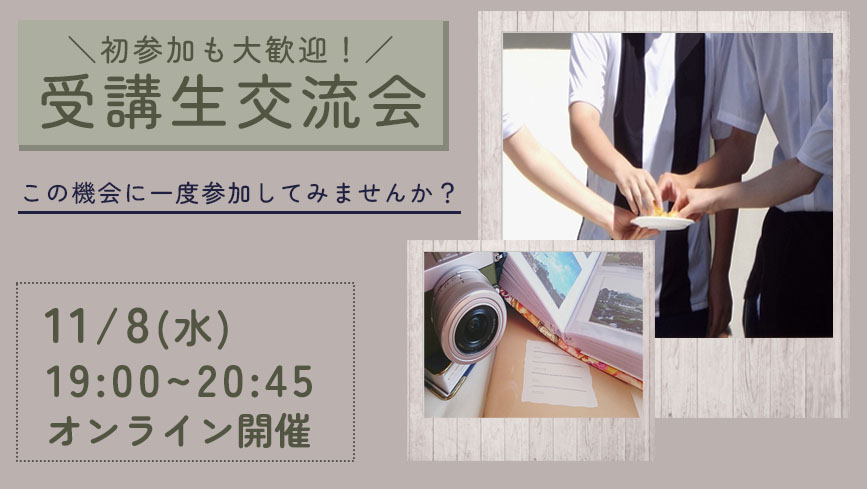 ＼初参加も大歓迎！／
受講生交流会
この機会に一度参加してみませんか？
11/8(水)
19:00~20:45
オンライン開催